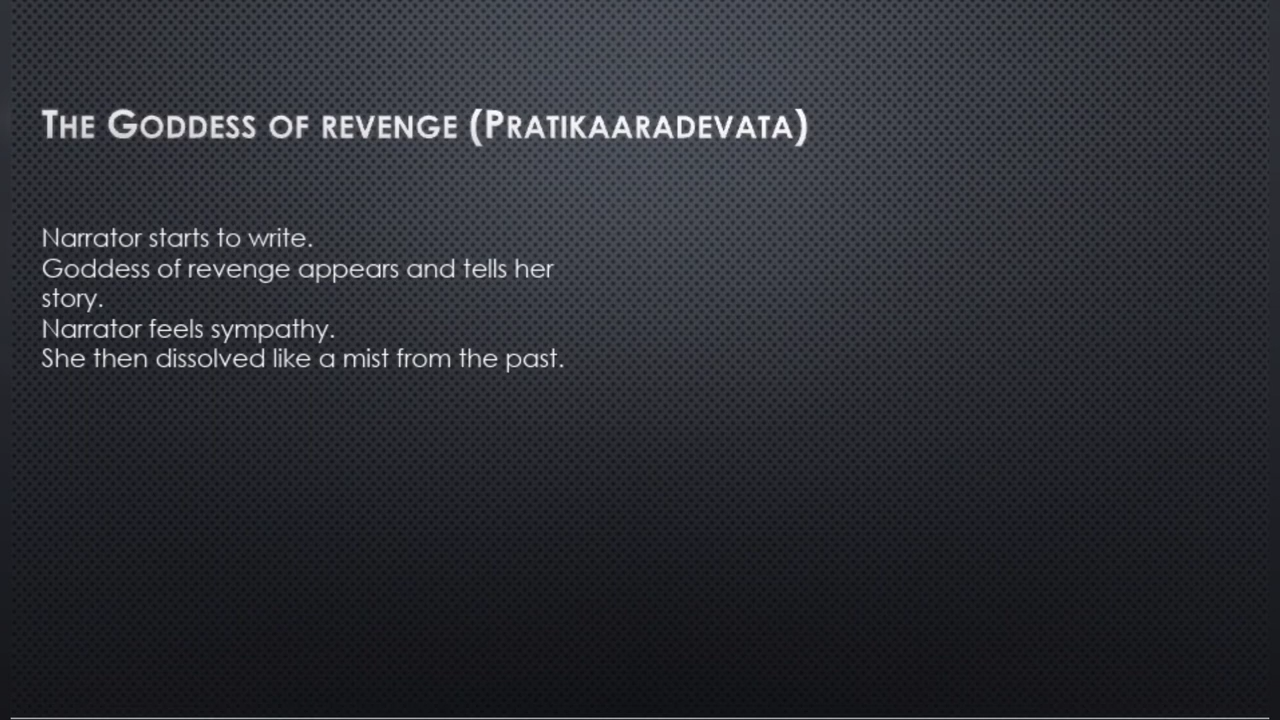 The Goddess of revenge (Pratikaaradevata)
Narrator starts to write.
Goddess of revenge appears and tells her
story.
Narrator feels sympathy.
She then dissolved like a mist from the past.